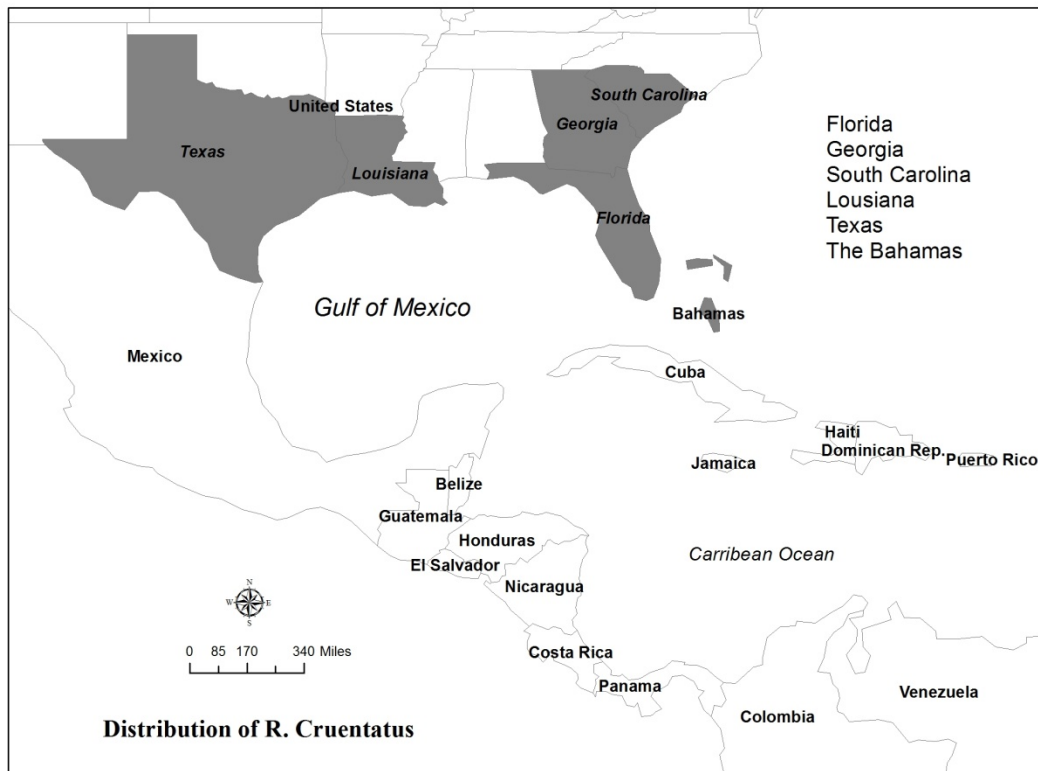 South Carolina
United States
Georgia
Texas
Louisiana
Florida
Florida
Georgia
South Carolina
Lousiana
Texas
The Bahamas
Gulf of Mexico
Bahamas
Mexico
Cuba
Haiti
Dominican Rep.
Puerto Rico
Jamaica
Belize
Guatemala
Honduras
El Salvador
Nicaragua
Carribean Ocean
N
W E
S
0 85 170 340 Miles
Costa Rica
Panama
Colombia
Venezuela
Distribution of R. Cruentatus